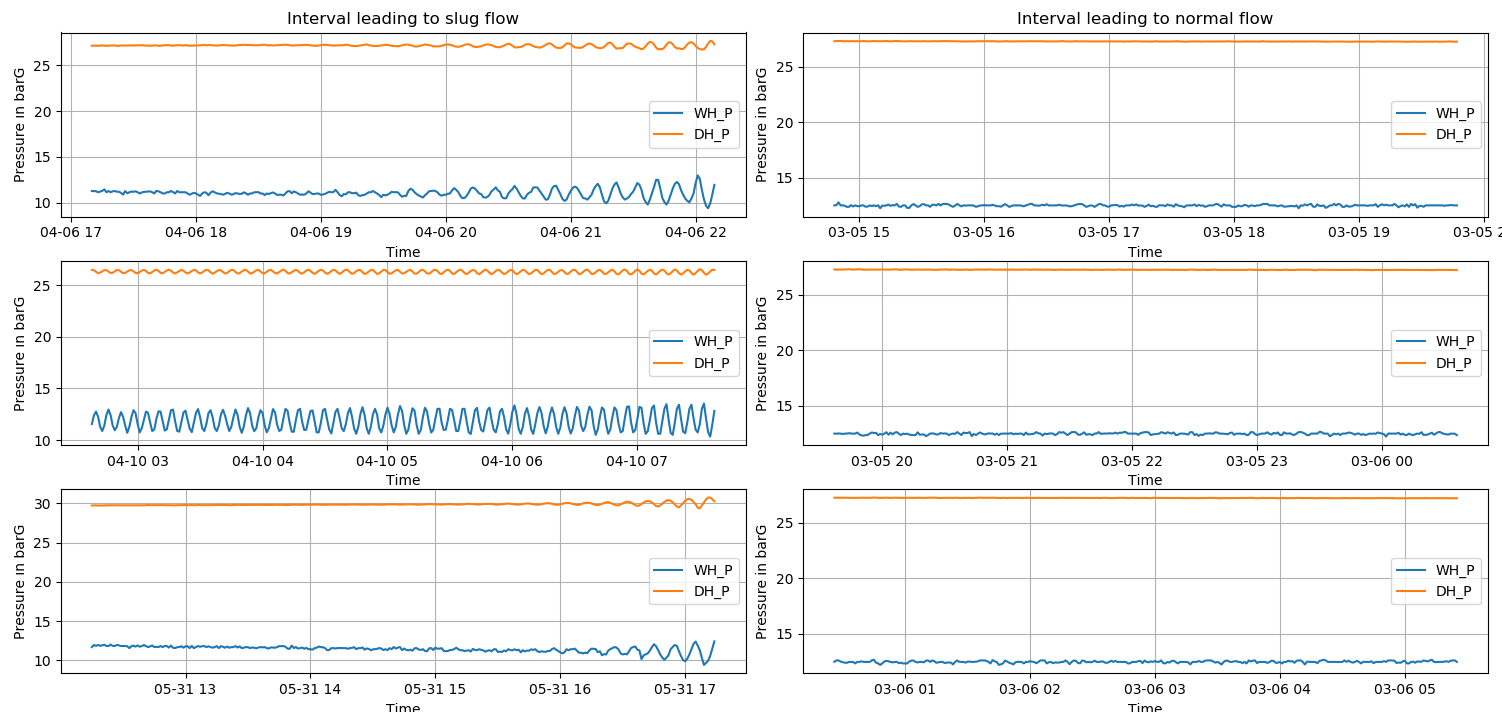 Interval leading to slug flow
Pressure in barG
25
20
15
10
WH_P
DH_P
04-06 17 04-06 18 04-06 19 04-06 20 04-06 21 04-06 22
Time
Interval leading to normal flow
Pressure in barG
25
20
15
WH_P
DH_P
03-05 15 03-05 16 03-05 17 03-05 18 03-05 19 03-05 2
Time
Pressure in barG
25
20
15
10
WH_P
DH_P
04-10 03 04-10 04 04-10 05 04-10 06 04-10 07
Time
Pressure in barG
25
20
15
WH_P
DH_P
03-05 20 03-05 21 03-05 22 03-05 23 03-06 00
Time
Pressure in barG
30
25
20
15
10
WH_P
DH_P
05-31 13 05-31 14 05-31 15 05-31 16 05-31 17
Time
Pressure in barG
25
20
15
WH_P
DH_P
03-06 01 03-06 02 03-06 03 03-06 04 03-06 05
Time